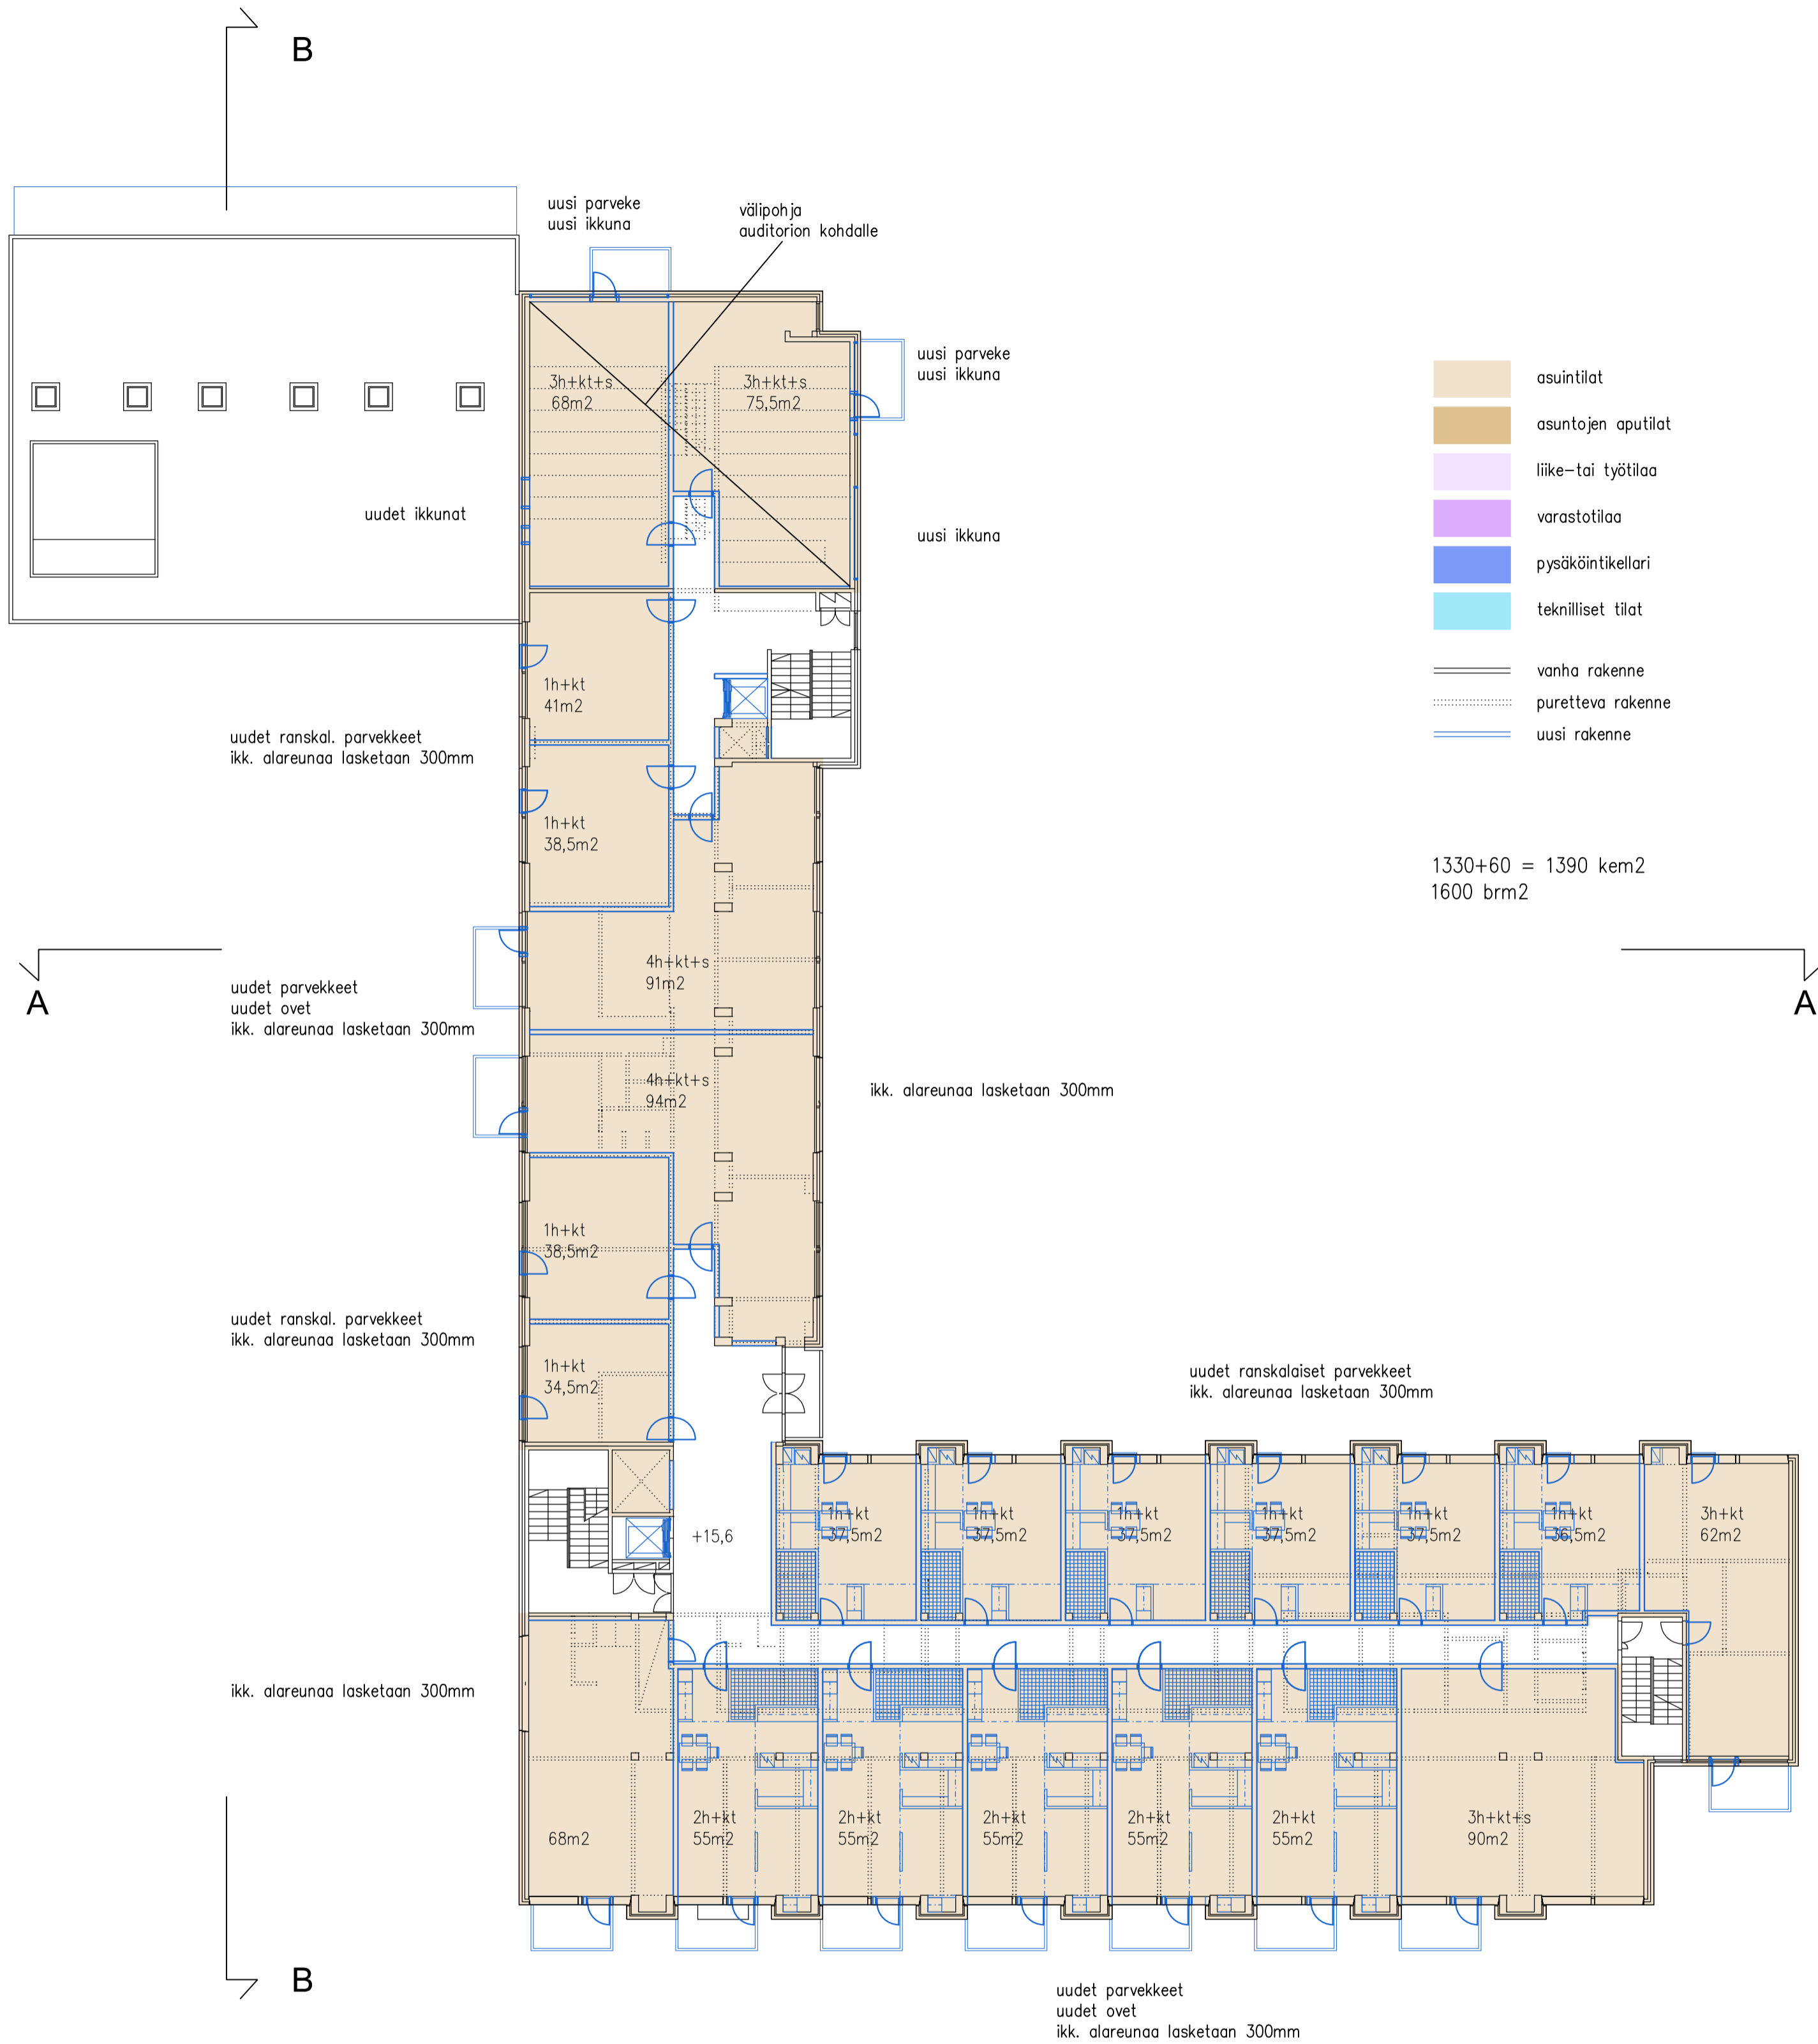 B
uusi parveke
uusi ikkuna
välipohja
auditorion kohdalle
uusi parveke
uusi ikkuna
3h+kt+s
68m2
3h+kt+s
75,5m2
uudet ikkunat
uusi ikkuna
asuintilat
asuntojen aputilat
liike-tai työtilaa
varastotilaa
pysäköintikellari
teknilliset tilat
vanha rakenne
puretteva rakenne
uusi rakenne
1h+kt
41m2
uudet ranskal. parvekkeet
ikk. alareunaa lasketaan 300mm
1h+kt
38,5m2
1330+60 = 1390 kem2
1600 brm2
A
A
4h+kt+s
91m2
uudet parvekkeet
uudet ovet
ikk. alareunaa lasketaan 300mm
4h+kt+s
94m2
ikk. alareunaa lasketaan 300mm
1h+kt
38,5m2
uudet ranskal. parvekkeet
ikk. alareunaa lasketaan 300mm
1h+kt
34,5m2
uudet ranskalaiset parvekkeet
ikk. alareunaa lasketaan 300mm
+15,6
1h+kt
37,5m2
1h+kt
37,5m2
1h+kt
37,5m2
1h+kt
37,5m2
1h+kt
37,5m2
1h+kt
36,5m2
3h+kt
62m2
ikk. alareunaa lasketaan 300mm
68m2
2h+kt
55m2
2h+kt
55m2
2h+kt
55m2
2h+kt
55m2
2h+kt
55m2
3h+kt+s
90m2
B
uudet parvekkeet
uudet ovet
ikk. alareunaa lasketaan 300mm